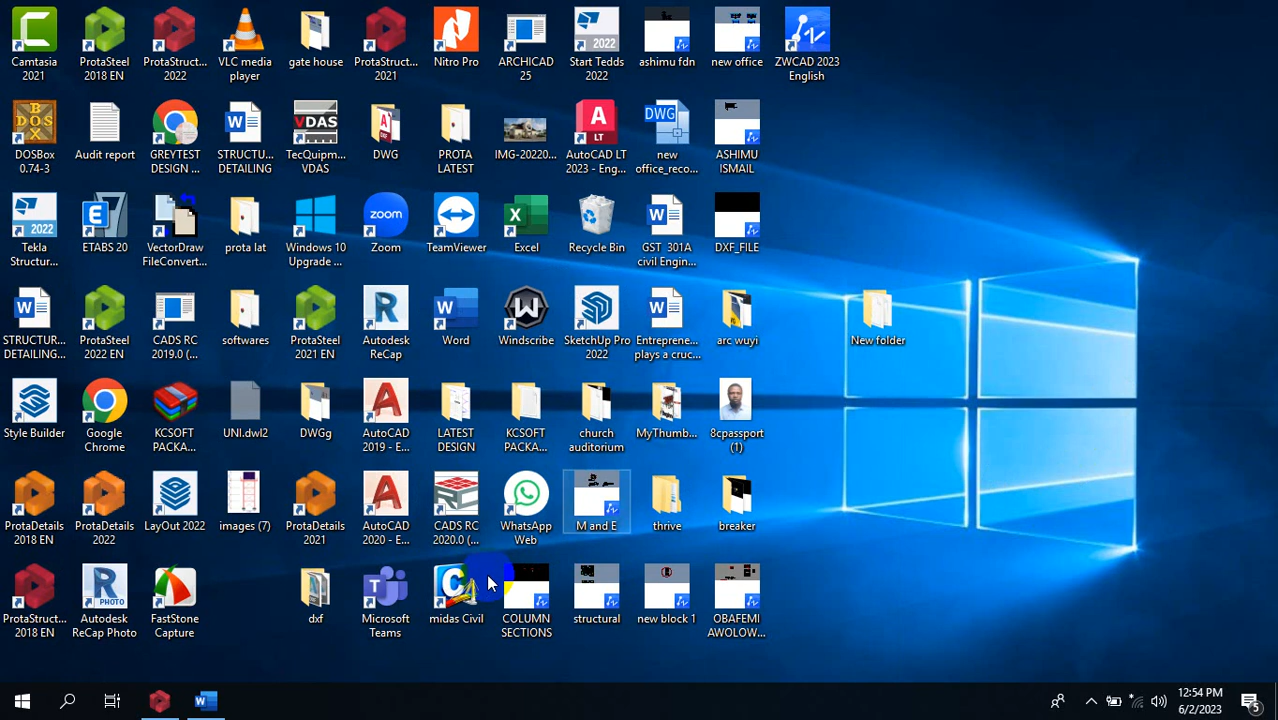 Camtasia 2021
ProtaSteel 2018 EN
ProtaStruct... 2022
VLC media player
gate house
ProtaStruct... 2021
Nitro Pro
ARCHICAD 25
2022
Start Tedds 2022
ashimu fdn
new office
ZWCAD 2023 English
DOS BOX
DOSBox 0.74-3
Audit report
GREYTEST DESIGN ...
STRUCTU... DETAILING
VDAS
TecQuipm... VDAS
DXF
DWG
PROTA LATEST
IMG-20220...
LT
AutoCAD LT 2023 - Eng...
DWG
new office_reco...
ASHIMU ISMAIL
2022
Tekla Structur...
ETABS 20
VectorDraw FileConvert...
prota lat
Windows 10 Upgrade ...
zoom
Zoom
TeamViewer
Excel
Recycle Bin
GST_301A civil Engin...
DXF_FILE
STRUCTUR... DETAILING...
ProtaSteel 2022 EN
CADS RC 2019.0 (...
softwares
ProtaSteel 2021 EN
Autodesk ReCap
Word
Windscribe
SketchUp Pro 2022
Entreprene... plays a cruc...
arc wuyi
New folder
Style Builder
Google Chrome
KCSOFT PACKA...
UNI.dwl2
DWGg
AutoCAD 2019 - E...
LATEST DESIGN
KCSOFT PACKA...
church auditorium
MyThumb...
8cpassport (1)
ProtaDetails 2018 EN
ProtaDetails 2022
LayOut 2022
images (7)
ProtaDetails 2021
AutoCAD 2020 - E...
CADS RC 2020.0 (...
WhatsApp Web
M and E
thrive
breaker
ProtaStruct... 2018 EN
PHOTO
Autodesk ReCap Photo
FastStone Capture
dxf
Microsoft Teams
midas Civil
COLUMN SECTIONS
structural
new block 1
OBAFEMI AWOLOW...
12:54 PM
6/2/2023
5